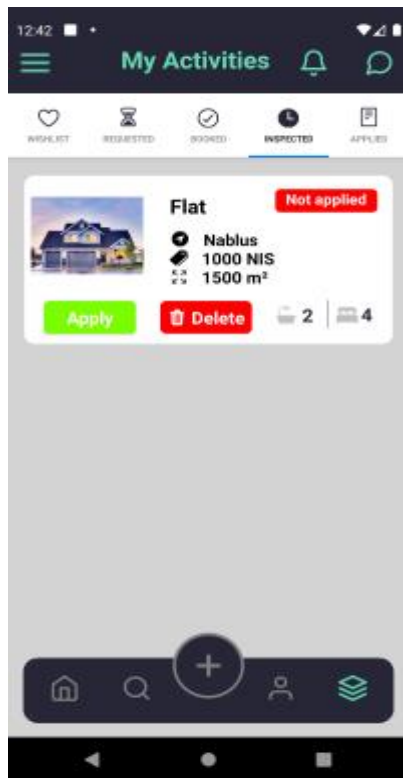 12:42
My Activities
WISHLIST REQUESTED BOOKED INSPECTED APPLIED
Flat
Not applied
Nablus
1000 NIS
1500 m²
Apply Delete 2 4